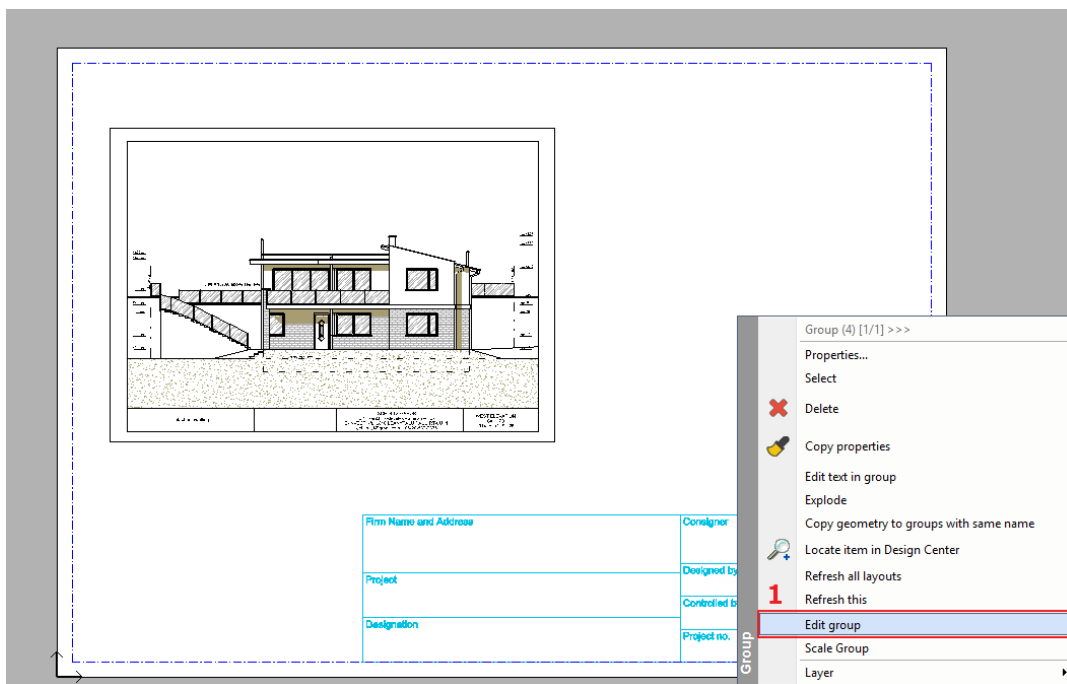 WEST ELEVATION
Firm Name and Address
Consigner
Designed by
Project
Controlled b
Designation
Project no.
Group (4) [1/1] >>>
Properties...
Select
Delete
Copy properties
Edit text in group
Explode
Copy geometry to groups with same name
Locate item in Design Center
Refresh all layouts
1 Refresh this
Edit group
Scale Group
Layer
Group